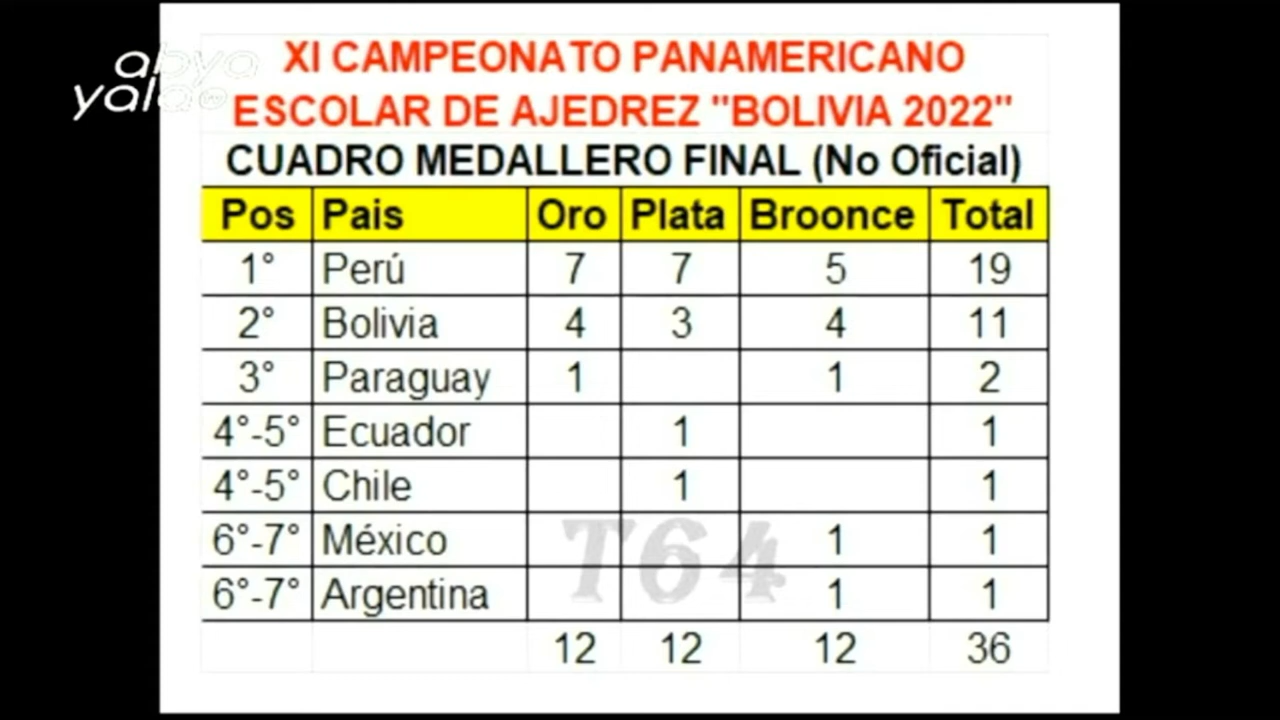 abya
yala
XI CAMPEONATO PANAMERICANO
ESCOLAR DE AJEDREZ "BOLIVIA 2022"
CUADRO MEDALLERO FINAL (No Oficial)
Pos Pais Oro Plata Broonce Total
1° Perú 7 7 5 19
2° Bolivia 4 3 4 11
3° Paraguay 1 1 2
4°-5° Ecuador 1 1
4°-5° Chile 1 1
6°-7° México 1 1
6°-7° Argentina 1 1
12 12 12 36
T64